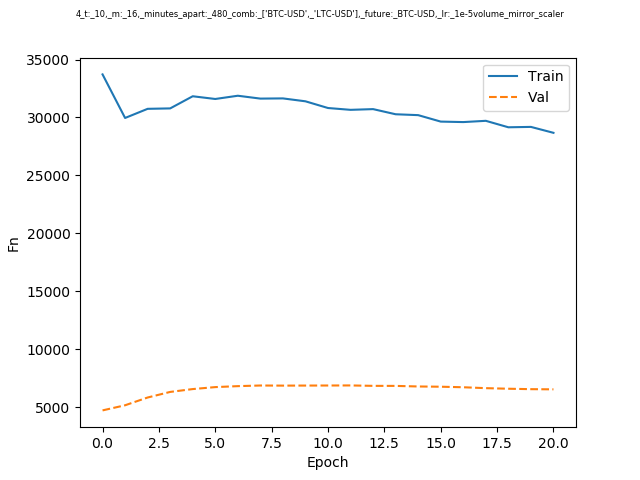 4_t:_10,_m:_16,_minutes_apart:_480_comb:_['BTC-USD',_'LTC-USD'],_future:_BTC-USD,_lr:_1e-5volume_mirror_scaler
35000
Train
Val
30000
25000
20000
Fn
15000
10000
5000
0.0 2.5 5.0 7.5 10.0 12.5 15.0 17.5 20.0
Epoch